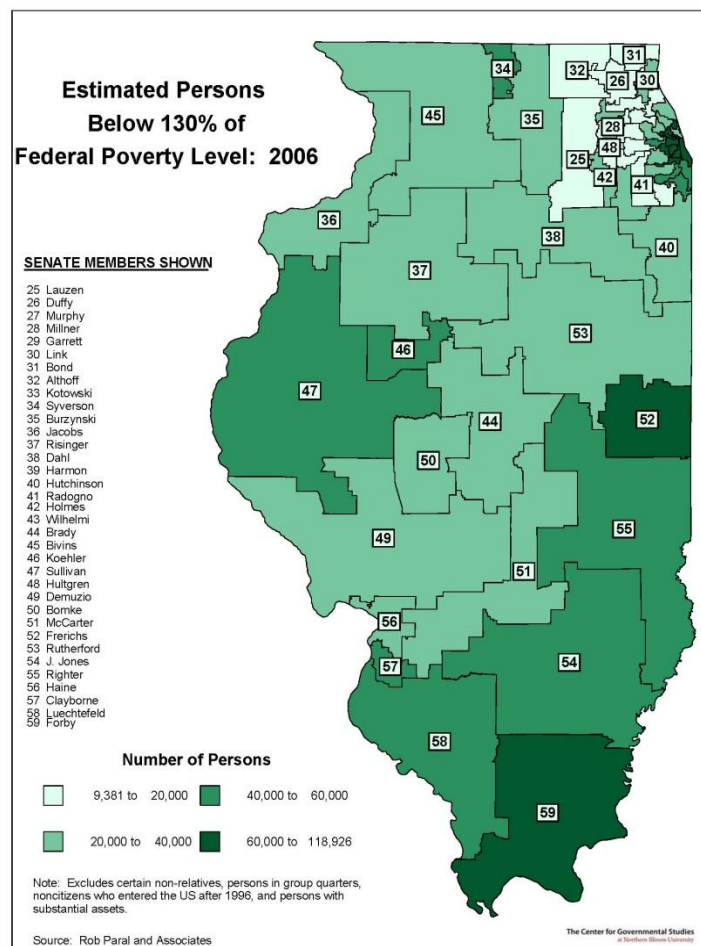 Estimated Persons
Below 130% of
Federal Poverty Level: 2006
SENATE MEMBERS SHOWN
25 Lauzen
26 Duffy
27 Murphy
28 Millner
29 Garrett
30 Link
31 Bond
32 Althoff
33 Kotowski
34 Syverson
35 Burzynski
36 Jacobs
37 Risinger
38 Dahl
39 Harmon
40 Hutchinson
41 Radogno
42 Holmes
43 Wilhelmi
44 Brady
45 Bivins
46 Koehler
47 Sullivan
48 Hultgren
49 Demuzio
50 Bomke
51 McCarter
52 Frerichs
53 Rutherford
54 J. Jones
55 Righter
56 Haine
57 Clayborne
58 Luechtefeld
59 Forby
31
34
32
26
30
45
35
28
48
25
42
41
36
38
40
37
53
46
47
52
44
50
55
49
51
56
57
54
58
59
Number of Persons
9,381 to 20,000
40,000 to 60,000
20,000 to 40,000
60,000 to 118,926
Note: Excludes certain non-relatives, persons in group quarters,
noncitizens who entered the US after 1996, and persons with
substantial assets.
Source: Rob Paral and Associates
The Center for Governmental Studies
at Northern Illinois University